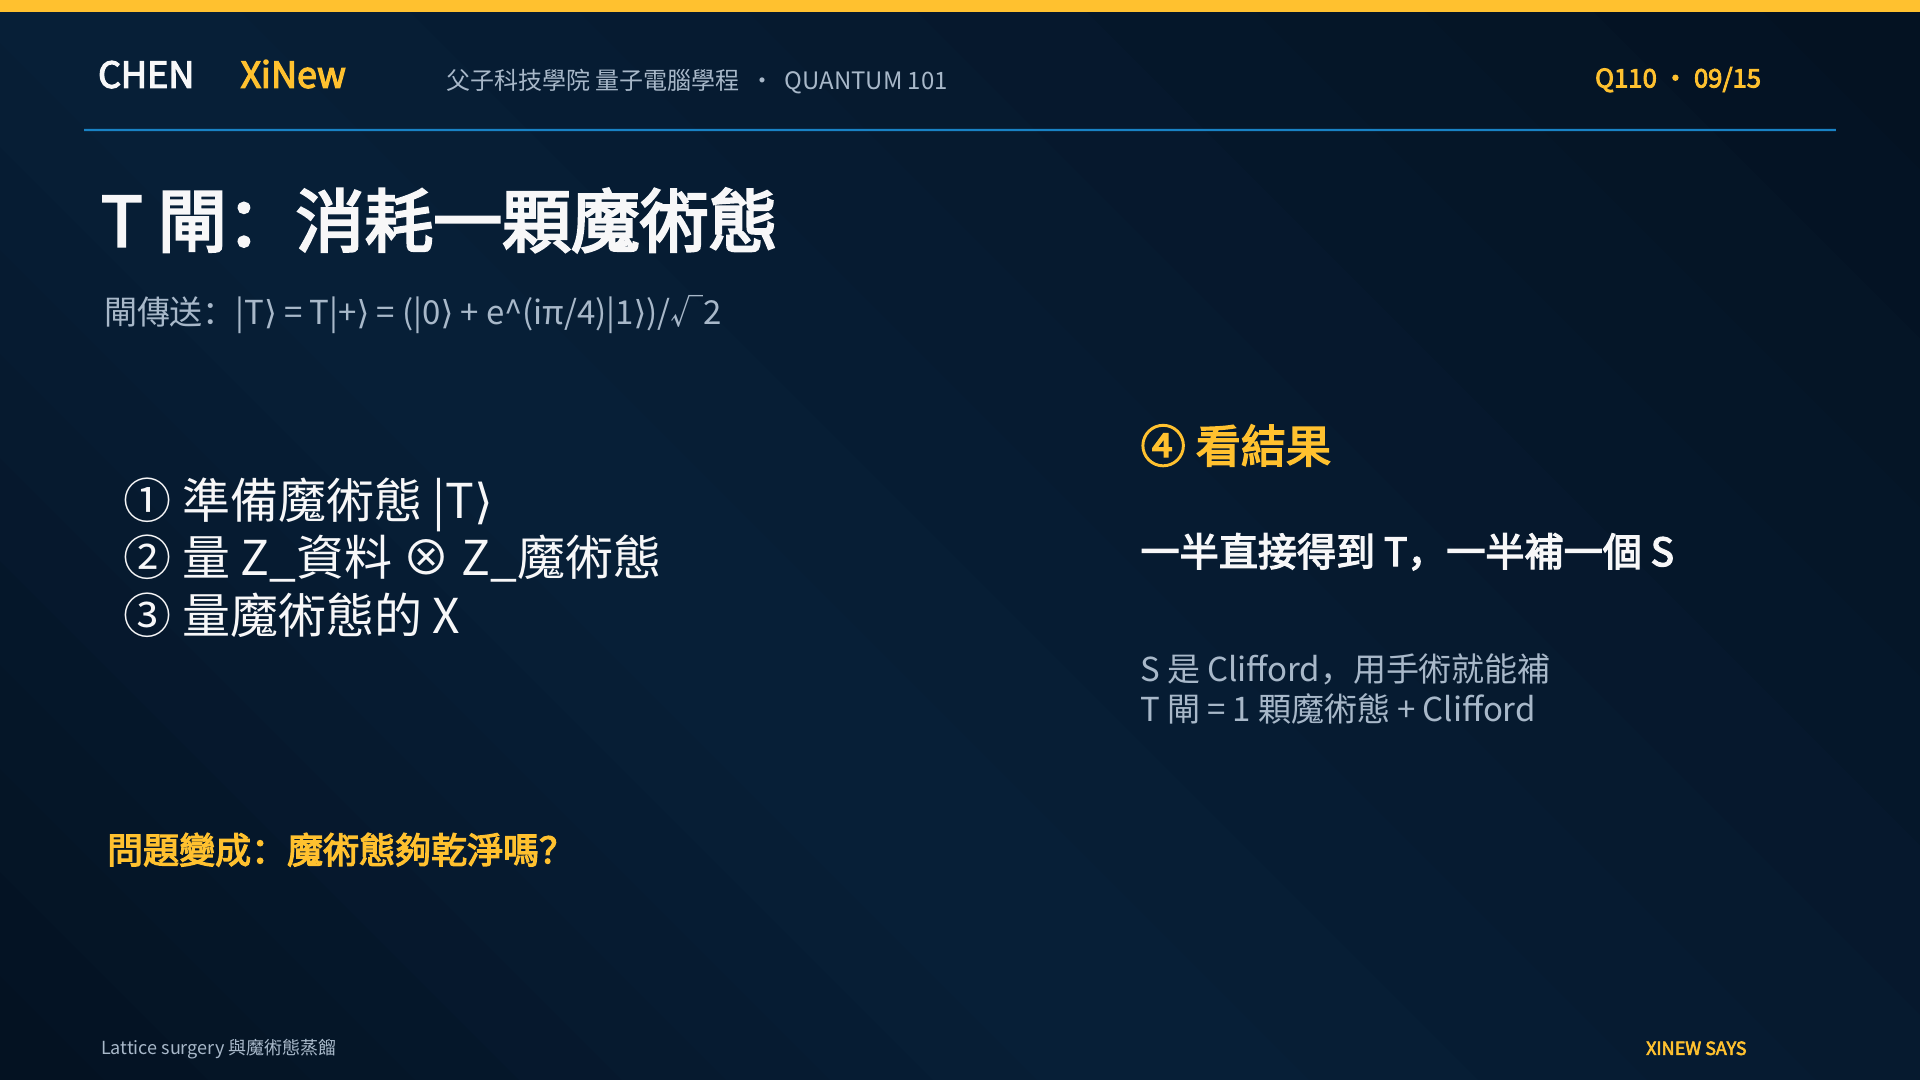 CHEN XiNew 父子科技學院 量子電腦學程 · QUANTUM 101 Q110 · 09/15
T 閘：消耗一顆魔術態
閘傳送：|T⟩ = T|+⟩ = (|0⟩ + e^(iπ/4)|1⟩)/√2
① 準備魔術態 |T⟩
② 量 Z_資料 ⊗ Z_魔術態
③ 量魔術態的 X
④ 看結果
一半直接得到 T，一半補一個 S
S 是 Clifford，用手術就能補
T 閘 = 1 顆魔術態 + Clifford
問題變成：魔術態夠乾淨嗎？
Lattice surgery 與魔術態蒸餾
XINEW SAYS